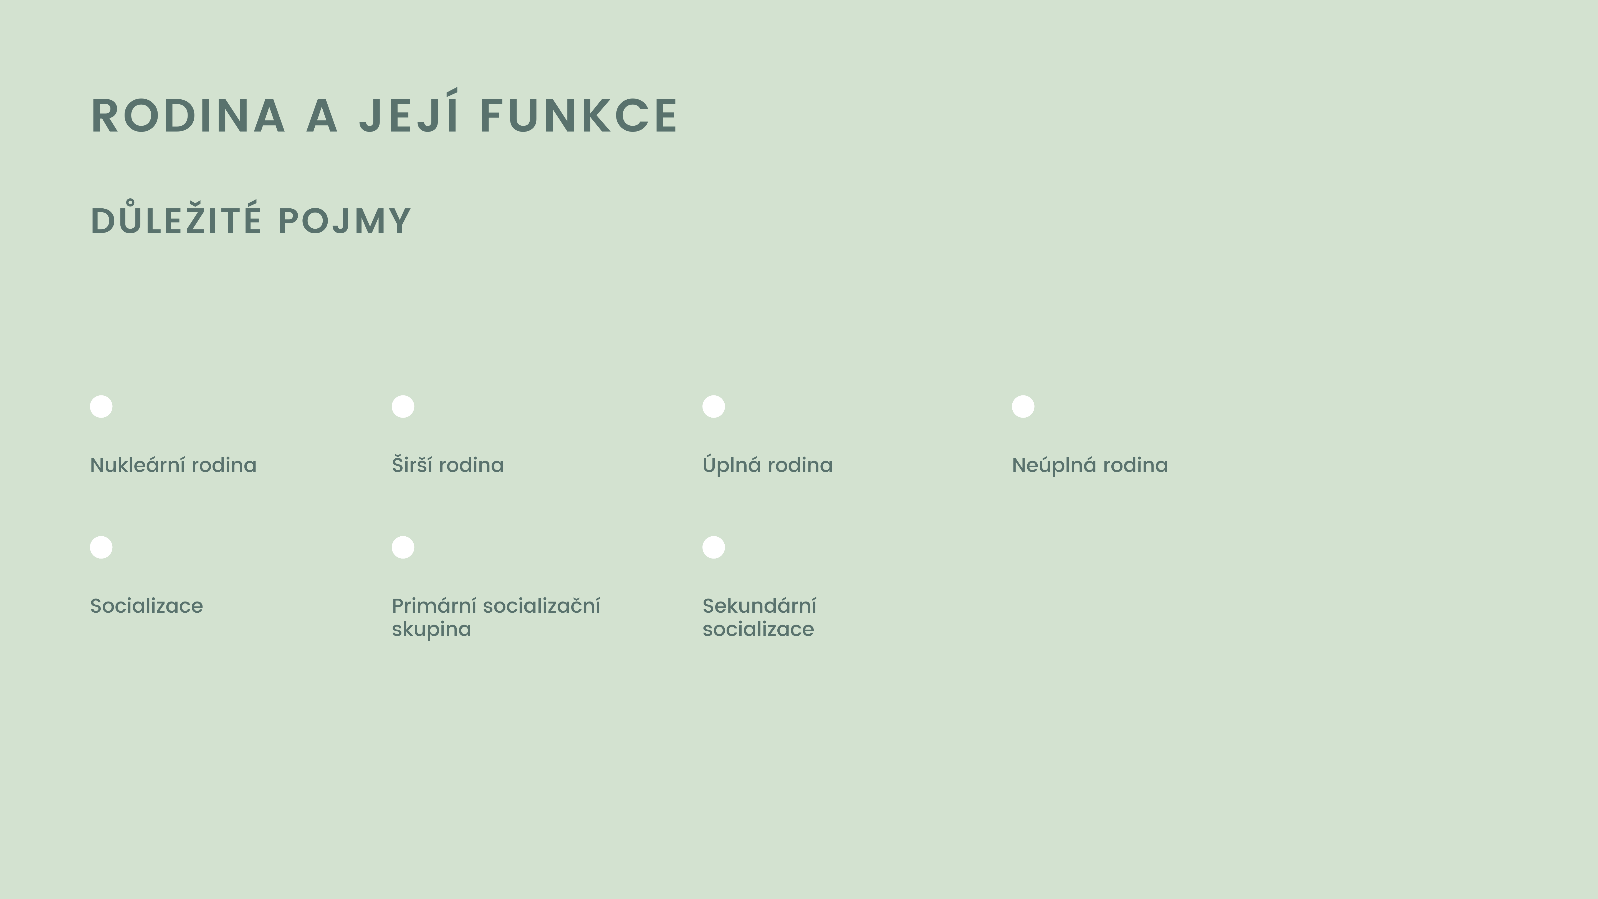 RODINA A JEJÍ FUNKCE
DŮLEŽITÉ POJMY
Nukleární rodina
Širší rodina
Úplná rodina
Neúplná rodina
Socializace
Primární socializační
skupina
Sekundární
socializace